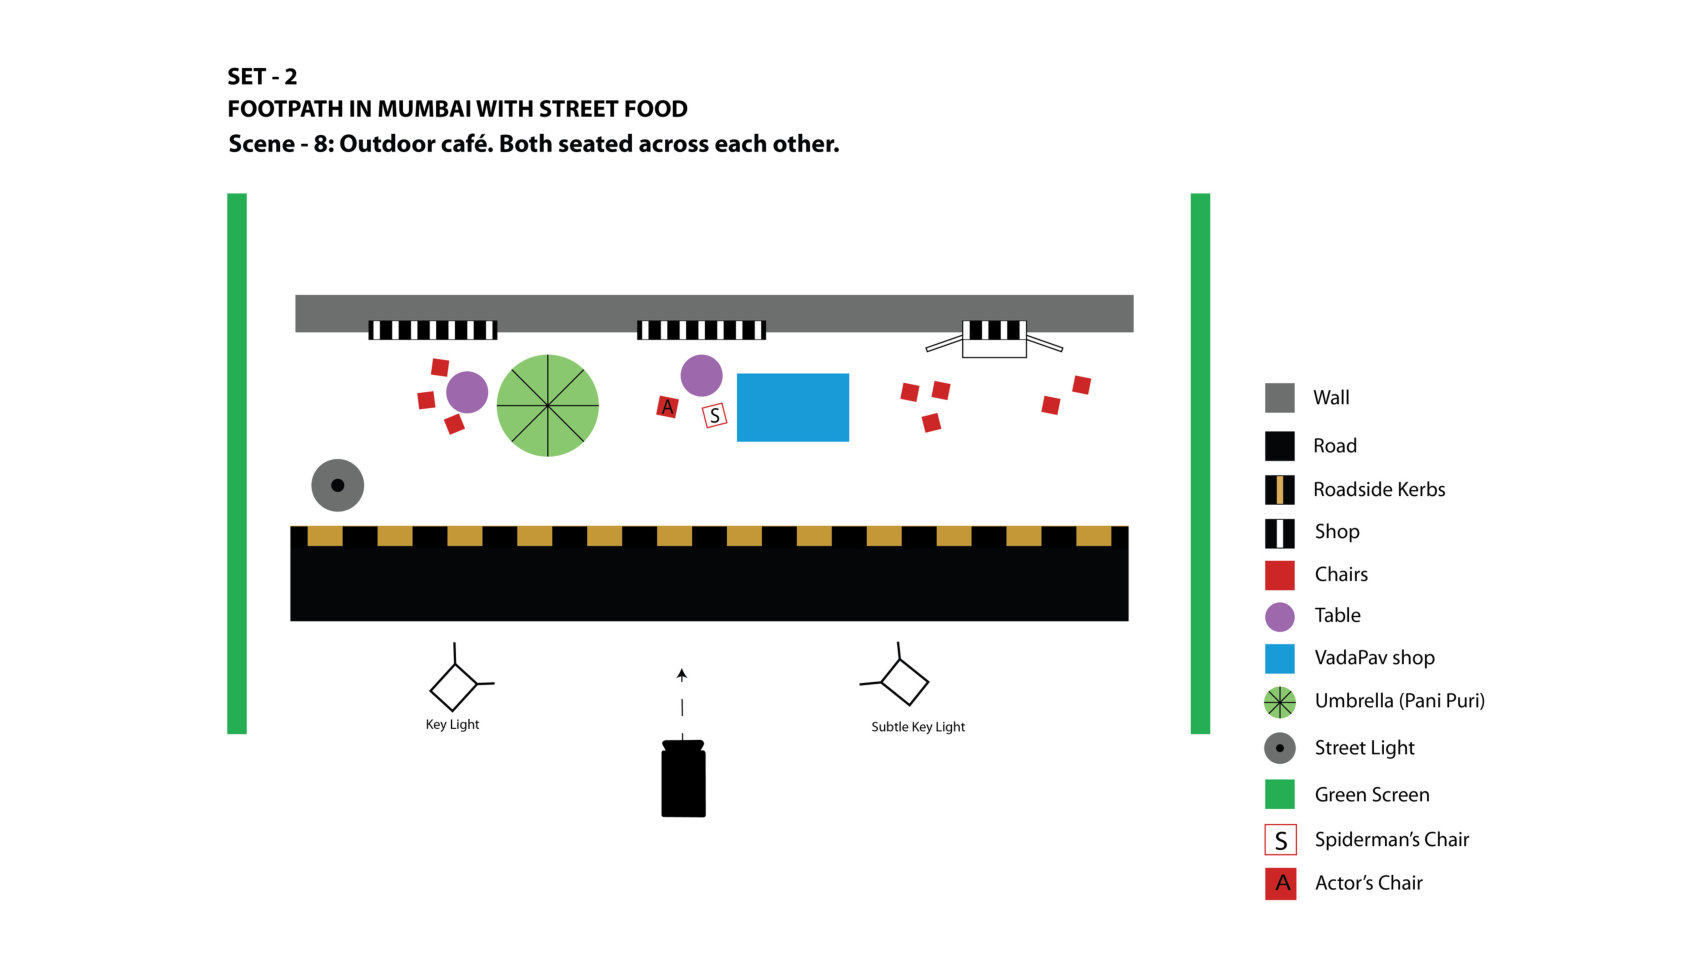 SET - 2
FOOTPATH IN MUMBAI WITH STREET FOOD
Scene - 8: Outdoor café. Both seated across each other.
A
S
Key Light
Subtle Key Light
Wall
Road
Roadside Kerbs
Shop
Chairs
Table
VadaPav shop
Umbrella (Pani Puri)
Street Light
Green Screen
S Spiderman’s Chair
A Actor’s Chair